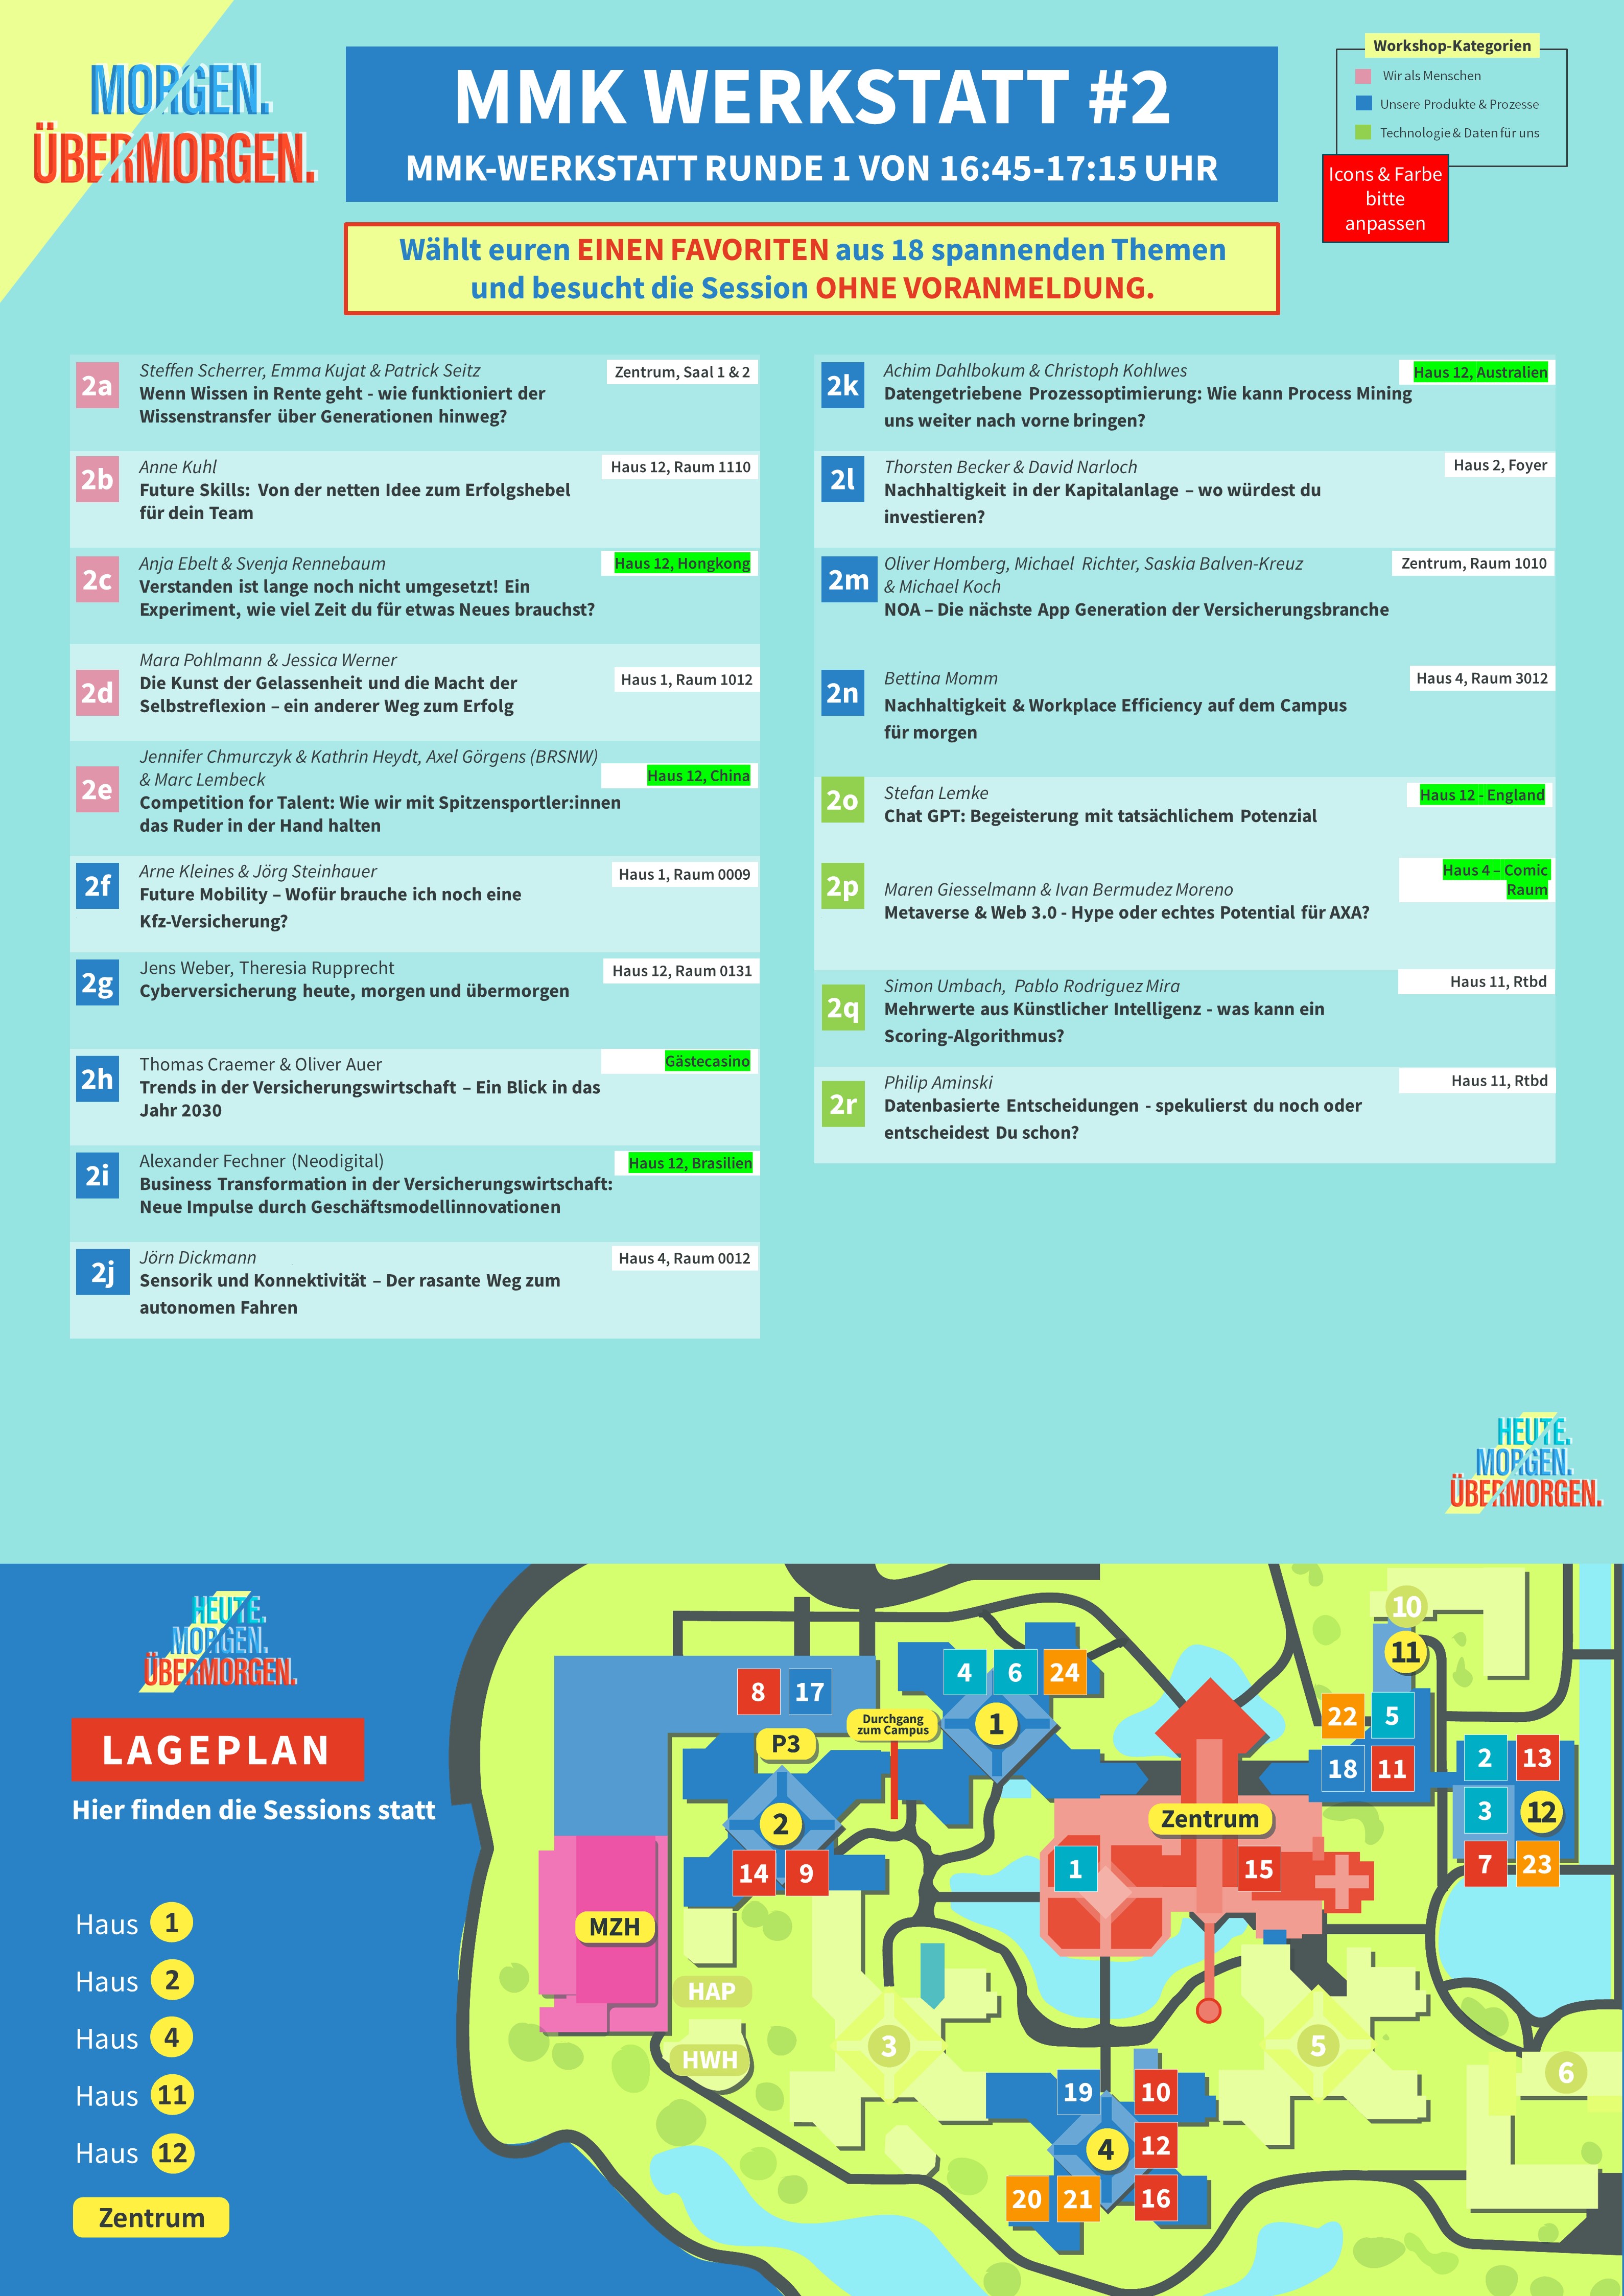 MORGEN.
ÜBERMORGEN.
MMK WERKSTATT #2
MMK-WERKSTATT RUNDE 1 VON 16:45-17:15 UHR
Workshop-Kategorien
Wir als Menschen
Unsere Produkte & Prozesse
Technologie & Daten für uns
Icons & Farbe
bitte
anpassen
Wählt euren EINEN FAVORITEN aus 18 spannenden Themen
und besucht die Session OHNE VORANMELDUNG.
2a
Steffen Scherrer, Emma Kujat & Patrick Seitz
Zentrum, Saal 1 & 2
Wenn Wissen in Rente geht - wie funktioniert der
Wissenstransfer über Generationen hinweg?
2b
Anne Kuhl
Haus 12, Raum 1110
Future Skills: Von der netten Idee zum Erfolgshebel
für dein Team
2c
Anja Ebelt & Svenja Rennebaum
Haus 12, Hongkong
Verstanden ist lange noch nicht umgesetzt! Ein
Experiment, wie viel Zeit du für etwas Neues brauchst?
2d
Mara Pohlmann & Jessica Werner
Haus 1, Raum 1012
Die Kunst der Gelassenheit und die Macht der
Selbstreflexion – ein anderer Weg zum Erfolg
2e
Jennifer Chmurczyk & Kathrin Heydt, Axel Görgens (BRSNW)
& Marc Lembeck
Haus 12, China
Competition for Talent: Wie wir mit Spitzensportler:innen
das Ruder in der Hand halten
2f
Arne Kleines & Jörg Steinhauer
Haus 1, Raum 0009
Future Mobility – Wofür brauche ich noch eine
Kfz-Versicherung?
2g
Jens Weber, Theresia Rupprecht
Haus 12, Raum 0131
Cyberversicherung heute, morgen und übermorgen
2h
Thomas Craemer & Oliver Auer
Gästecasino
Trends in der Versicherungswirtschaft – Ein Blick in das
Jahr 2030
2i
Alexander Fechner (Neodigital)
Haus 12, Brasilien
Business Transformation in der Versicherungswirtschaft:
Neue Impulse durch Geschäftsmodellinnovationen
2j
Jörn Dickmann
Haus 4, Raum 0012
Sensorik und Konnektivität – Der rasante Weg zum
autonomen Fahren
2k
Achim Dahlbokum & Christoph Kohlwes
Haus 12, Australien
Datengetriebene Prozessoptimierung: Wie kann Process Mining
uns weiter nach vorne bringen?
2l
Thorsten Becker & David Narloch
Haus 2, Foyer
Nachhaltigkeit in der Kapitalanlage – wo würdest du
investieren?
2m
Oliver Homberg, Michael Richter, Saskia Balven-Kreuz
& Michael Koch
Zentrum, Raum 1010
NOA – Die nächste App Generation der Versicherungsbranche
2n
Bettina Momm
Haus 4, Raum 3012
Nachhaltigkeit & Workplace Efficiency auf dem Campus
für morgen
2o
Stefan Lemke
Haus 12 - England
Chat GPT: Begeisterung mit tatsächlichem Potenzial
2p
Haus 4 – Comic
Raum
Maren Giesselmann & Ivan Bermudez Moreno
Metaverse & Web 3.0 - Hype oder echtes Potential für AXA?
2q
Simon Umbach, Pablo Rodriguez Mira
Haus 11, Rtbd
Mehrwerte aus Künstlicher Intelligenz - was kann ein
Scoring-Algorithmus?
2r
Philip Aminski
Haus 11, Rtbd
Datenbasierte Entscheidungen - spekulierst du noch oder
entscheidest Du schon?
HEUTE.
MORGEN.
ÜBERMORGEN.
HEUTE.
MORGEN.
ÜBERMORGEN.
LAGEPLAN
Hier finden die Sessions statt
Haus 1
Haus 2
Haus 4
Haus 11
Haus 12
Zentrum
10
11
4 6 24
8 17
Durchgang
zum Campus
1
P3
22 5
18 11
2 13
3 12
7 23
2
14 9
Zentrum
1
15
MZH
HAP
HWH
3
5
6
19 10
4 12
20 21 16